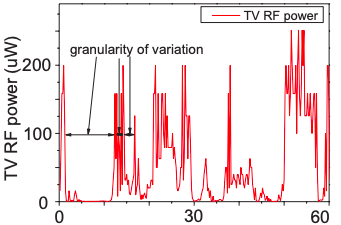 TV RF power
granularity of variation
TV RF power (uW)
200
100
0
0
30
60